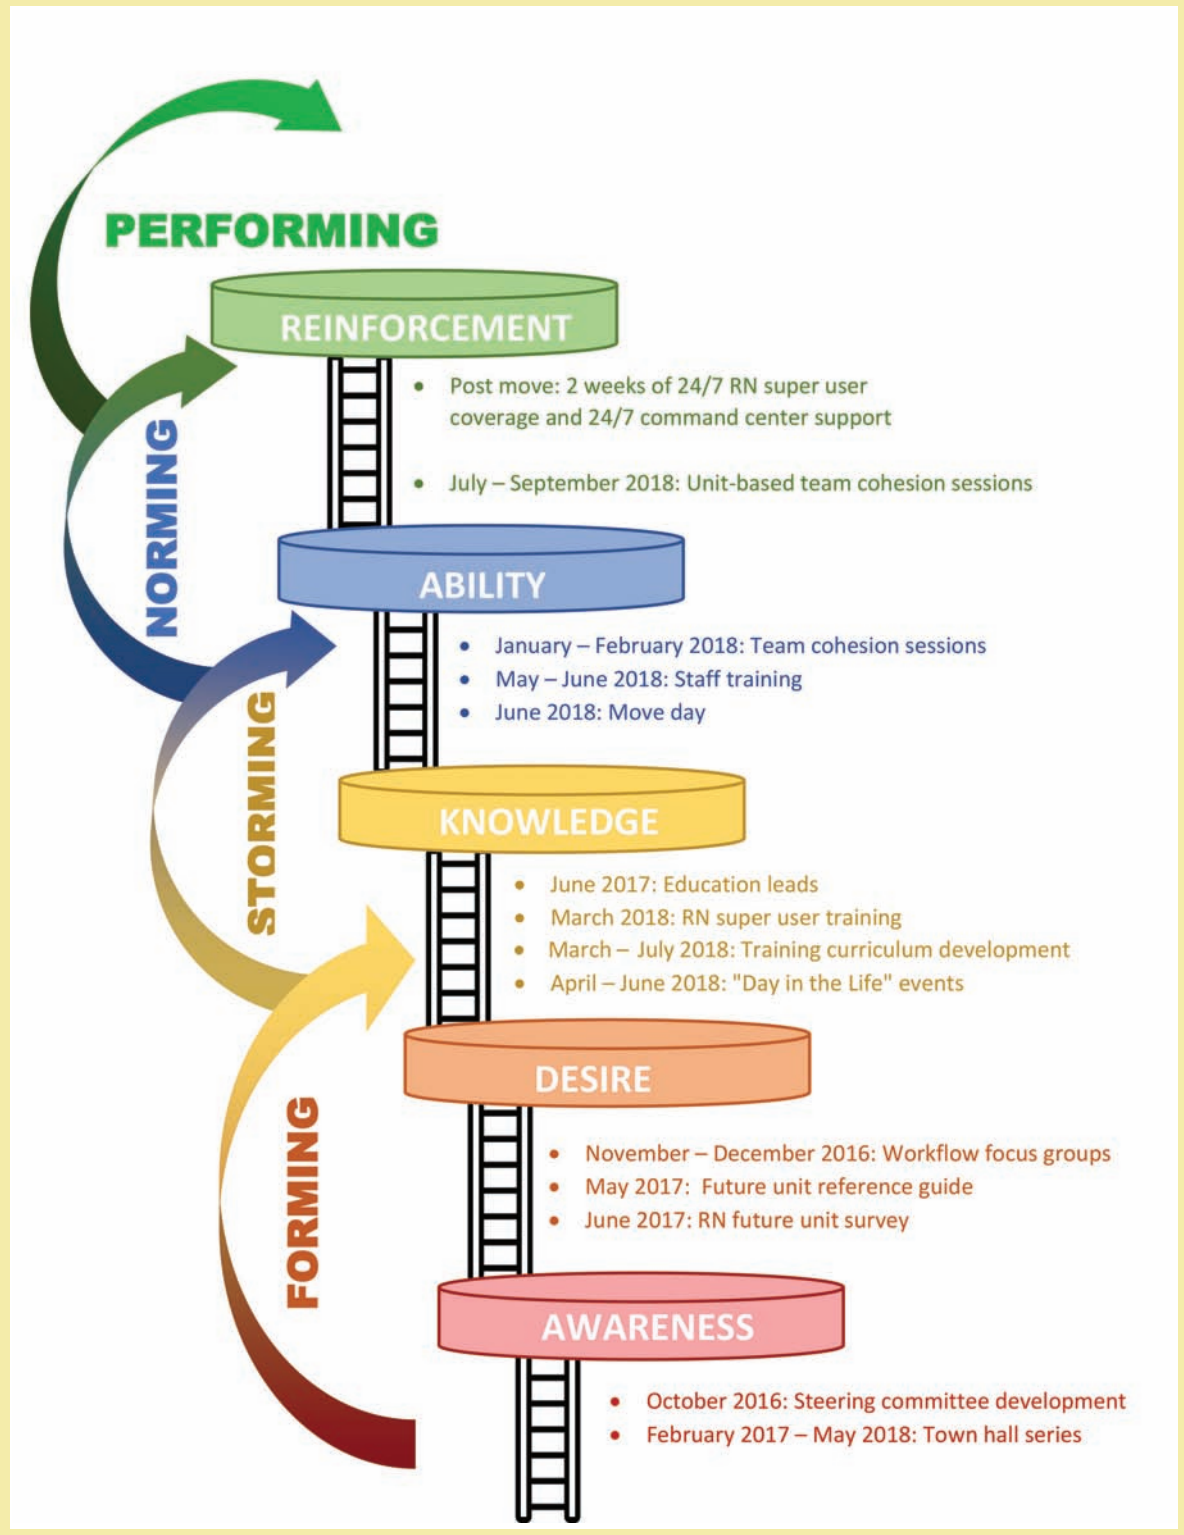 PERFORMING
REINFORCEMENT
• Post move: 2 weeks of 24/7 RN super user
coverage and 24/7 command center support
• July – September 2018: Unit-based team cohesion sessions
NORMING
ABILITY
• January – February 2018: Team cohesion sessions
• May – June 2018: Staff training
• June 2018: Move day
STORMING
KNOWLEDGE
• June 2017: Education leads
• March 2018: RN super user training
• March – July 2018: Training curriculum development
• April – June 2018: "Day in the Life" events
DESIRE
• November – December 2016: Workflow focus groups
• May 2017:  Future unit reference guide
• June 2017: RN future unit survey
FORMING
AWARENESS
• October 2016: Steering committee development
• February 2017 – May 2018: Town hall series